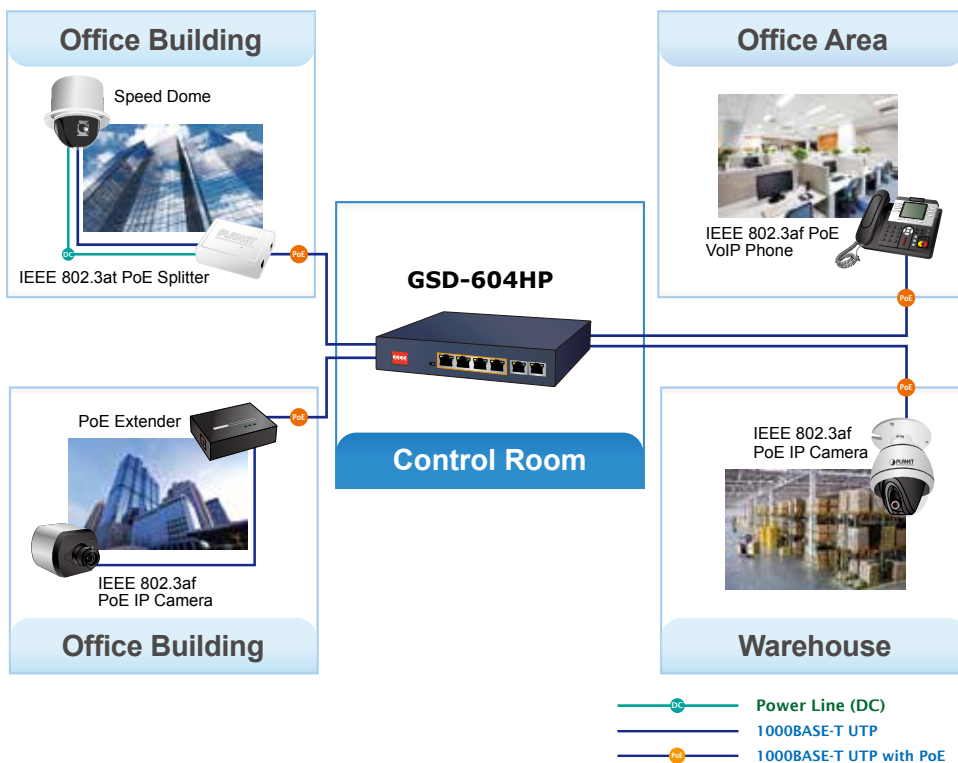 Office Building
Speed Dome
PLANET
DC
PoE
IEEE 802.3at PoE Splitter
Office Area
IEEE 802.3af PoE
VoIP Phone
PoE
GSD-604HP
Control Room
PoE Extender
PoE
IEEE 802.3af
PoE IP Camera
Office Building
PoE
IEEE 802.3af
PoE IP Camera
PLANET
Warehouse
DC
Power Line (DC)
1000BASE-T UTP
PoE
1000BASE-T UTP with PoE